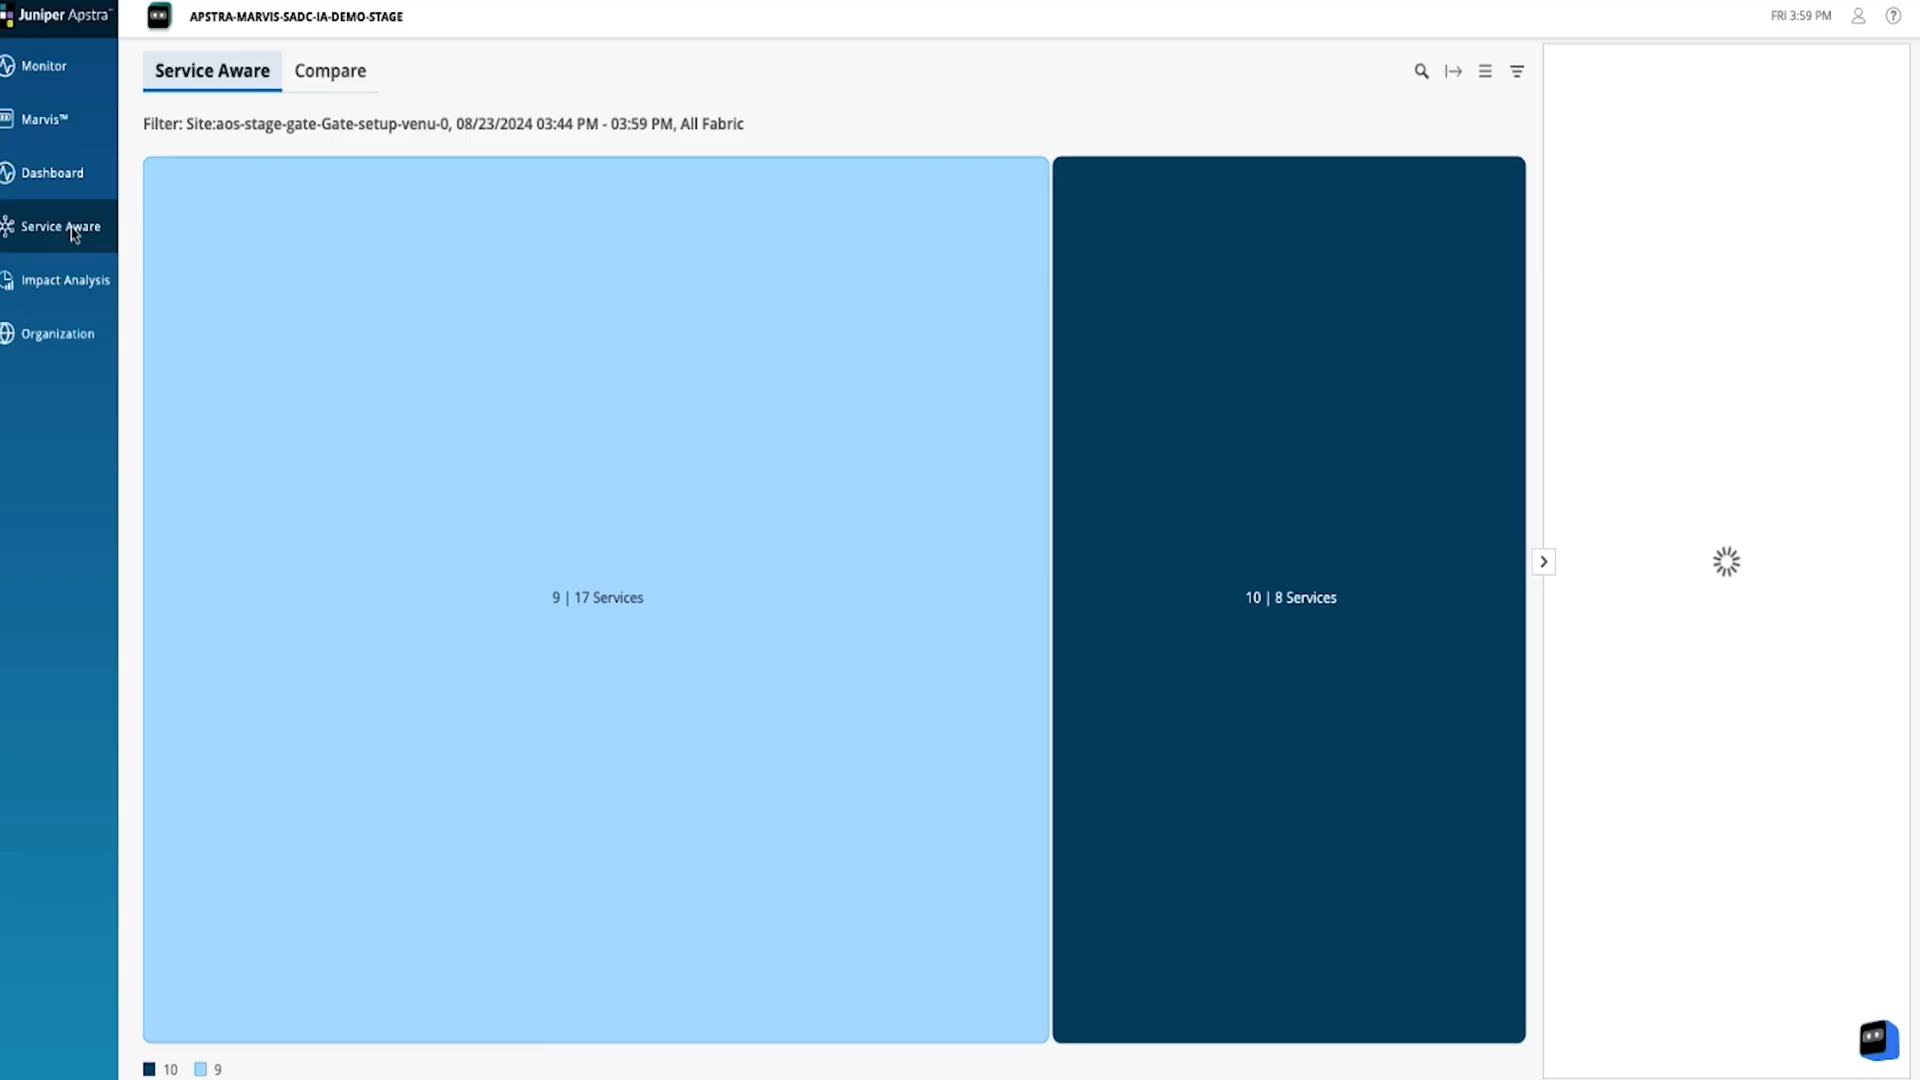 Juniper Apstra™
APSTRA-MARVIS-SADC-IA-DEMO-STAGE
FRI 3:59 PM
Monitor
Marvis™
Dashboard
Service Aware
Impact Analysis
Organization
Service Aware
Compare
Filter: Site:aos-stage-gate-Gate-setup-venu-0, 08/23/2024 03:44 PM - 03:59 PM, All Fabric
9 | 17 Services
10 | 8 Services
10
9